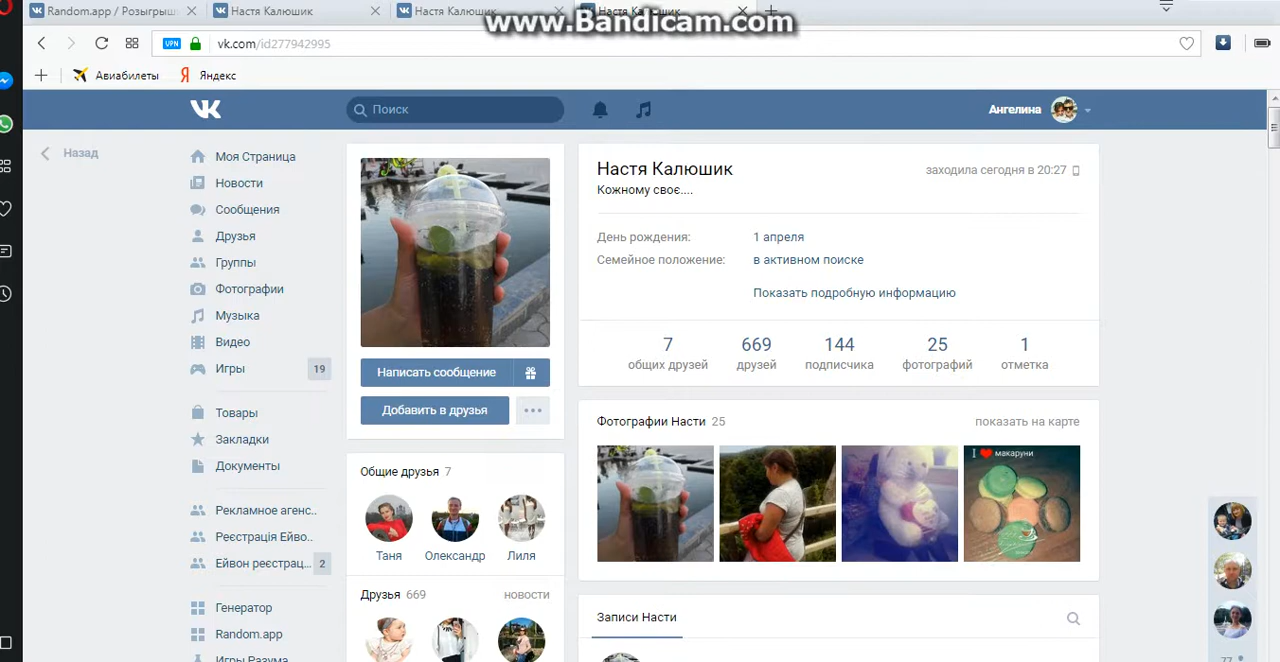 Random.app / Розыгрыш
Настя Калюшик
Настя Калюшик
www.Bandicam.com
VPN
vk.com/id277942995
Авиабилеты
Яндекс
Поиск
Ангелина
Назад
Моя Страница
Новости
Сообщения
Друзья
Группы
Фотографии
Музыка
Видео
Игры 19
Товары
Закладки
Документы
Рекламное агенс..
Реєстрація Ейво..
Ейвон реєстрац... 2
Генератор
Random.app
Игры Разума
Написать сообщение
Добавить в друзья
Общие друзья 7
Таня
Олександр
Лиля
Друзья 669
новости
Настя Калюшик
заходила сегодня в 20:27
Кожному своє....
День рождения: 1 апреля
Семейное положение: в активном поиске
Показать подробную информацию
7 669 144 25 1
общих друзей друзей подписчика фотографий отметка
Фотографии Насти 25
показать на карте
I ❤ макаруни
Записи Насти
77